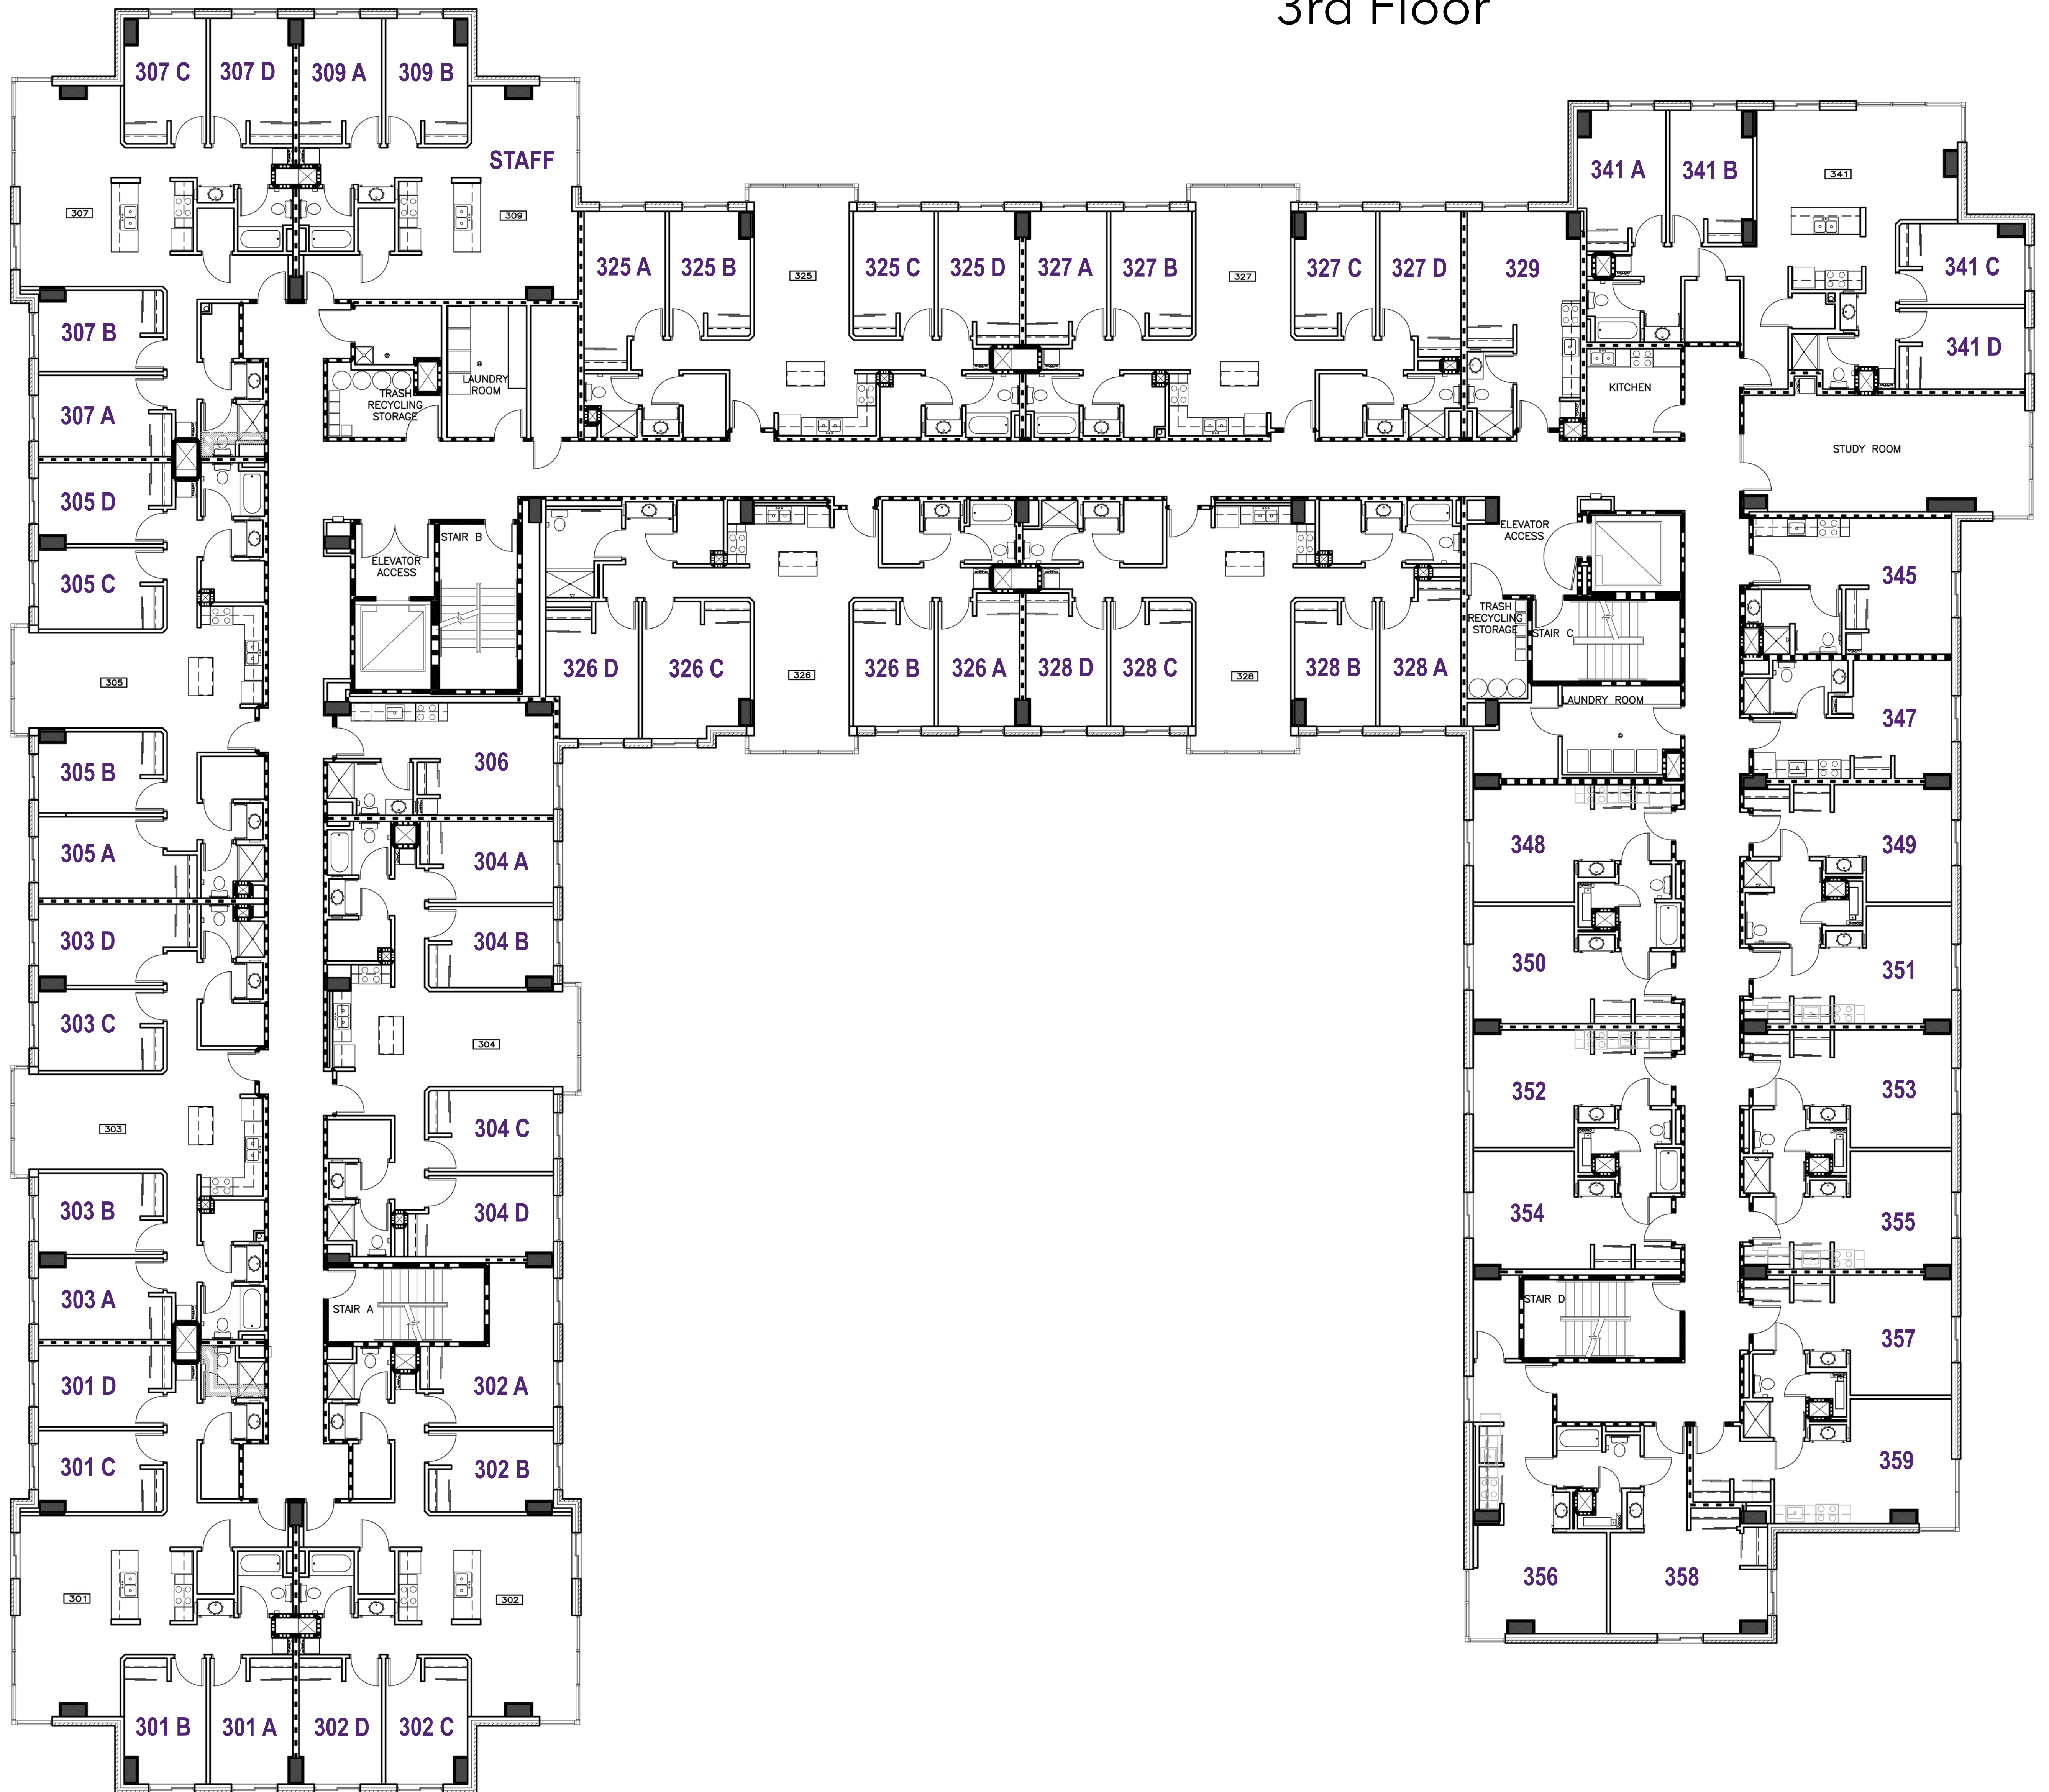 3rd Floor
307 C
307 D
309 A
309 B
STAFF
307
309
341 A
341 B
341
325 A
325 B
325
325 C
325 D
327 A
327 B
327
327 C
327 D
329
341 C
341 D
307 B
307 A
LAUNDRY
ROOM
TRASH
RECYCLING
STORAGE
KITCHEN
STUDY ROOM
305 D
305 C
ELEVATOR
ACCESS
STAIR B
ELEVATOR
ACCESS
345
TRASH
RECYCLING
STORAGE
STAIR C
305
326 D
326 C
326
326 B
326 A
328 D
328 C
328
328 B
328 A
LAUNDRY ROOM
347
305 B
306
305 A
304 A
348
349
303 D
304 B
350
351
303 C
304
352
353
303
304 C
303 B
304 D
354
355
303 A
STAIR A
STAIR D
357
301 D
302 A
301 C
302 B
359
301
302
356
358
301 B
301 A
302 D
302 C